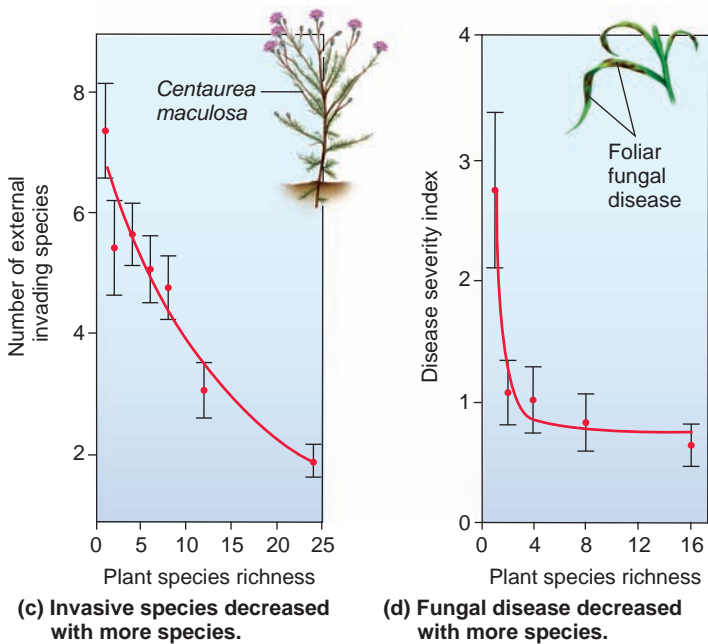 Number of external
invading species
8
6
4
2
0
5
10
15
20
25
Plant species richness
Centaurea
maculosa
(c) Invasive species decreased
with more species.
Disease severity index
4
3
2
1
0
0
4
8
12
16
Plant species richness
Foliar
fungal
disease
(d) Fungal disease decreased
with more species.